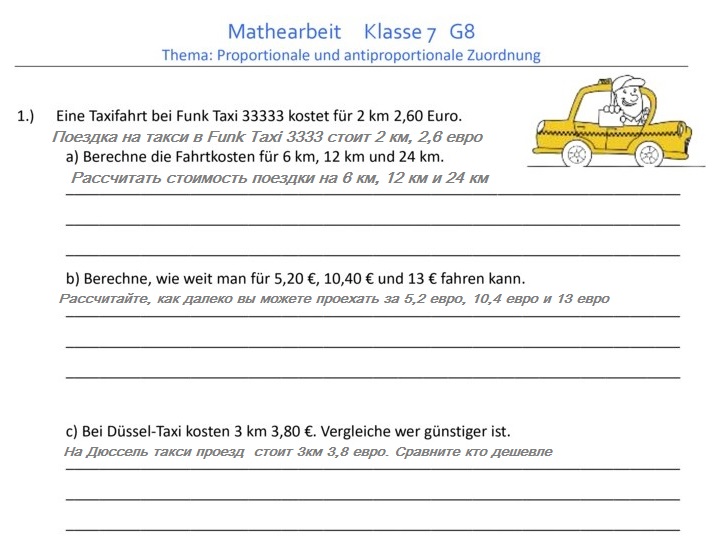 Mathearbeit Klasse 7 G8
Thema: Proportionale und antiproportionale Zuordnung
1.) Eine Taxifahrt bei Funk Taxi 33333 kostet für 2 km 2,60 Euro.
Поездка на такси в Funk Taxi 3333 стоит 2 км, 2,6 евро
a) Berechne die Fahrtkosten für 6 km, 12 km und 24 km.
Рассчитать стоимость поездки на 6 км, 12 км и 24 км
b) Berechne, wie weit man für 5,20 €, 10,40 € und 13 € fahren kann.
Рассчитайте, как далеко вы можете проехать за 5,2 евро, 10,4 евро и 13 евро
c) Bei Düssel-Taxi kosten 3 km 3,80 €. Vergleiche wer günstiger ist.
На Дюссель такси проезд стоит 3км 3,8 евро. Сравните кто дешевле